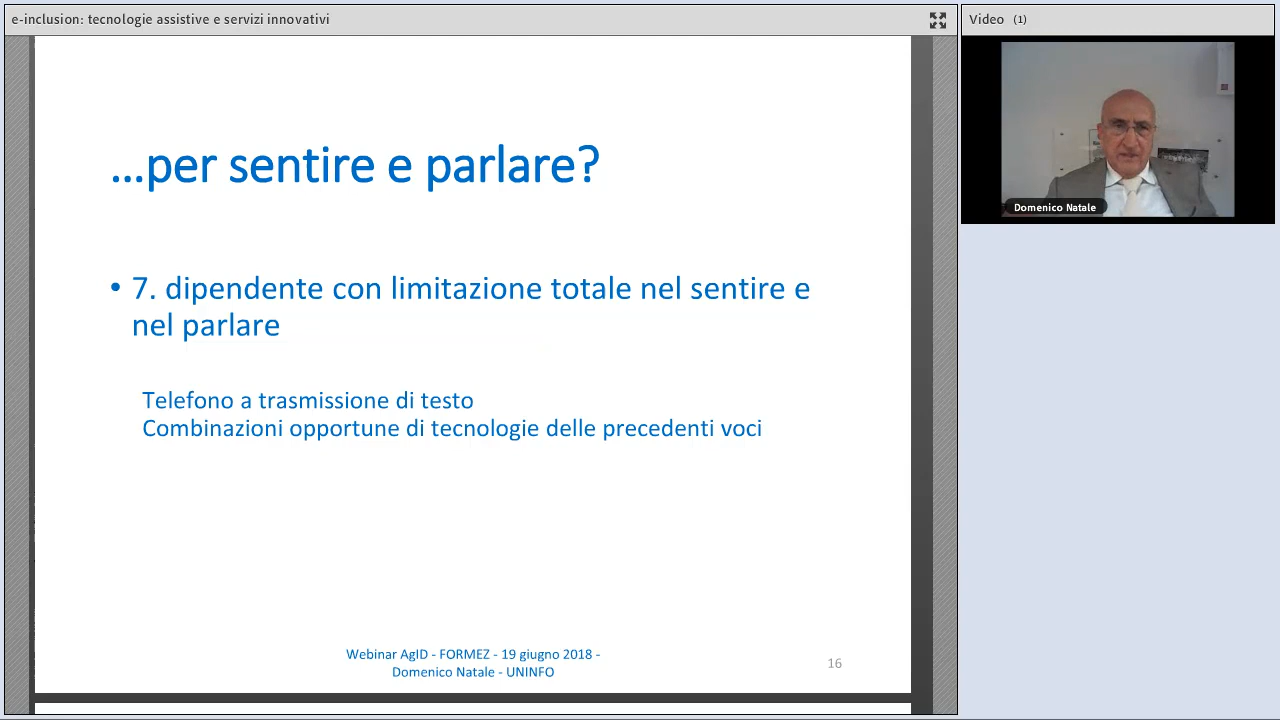 e-inclusion: tecnologie assistive e servizi innovativi
Video (1)
Domenico Natale
...per sentire e parlare?
• 7. dipendente con limitazione totale nel sentire e
nel parlare
Telefono a trasmissione di testo
Combinazioni opportune di tecnologie delle precedenti voci
Webinar AgID - FORMEZ - 19 giugno 2018 -
Domenico Natale - UNINFO
16